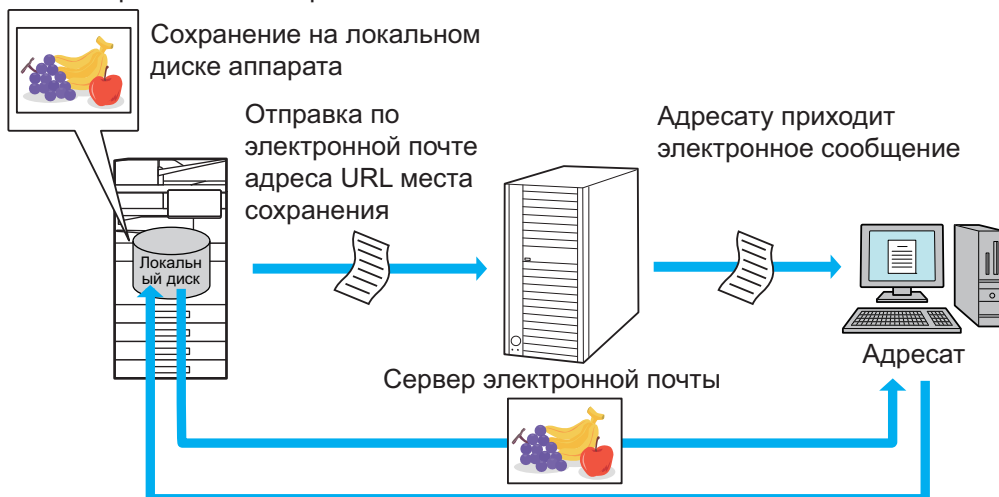 Сохранение на локальном
диске аппарата
Отправка по
электронной почте
адреса URL места
сохранения
Адресату приходит
электронное сообщение
Локальн
ый диск
Адресат
Сервер электронной почты